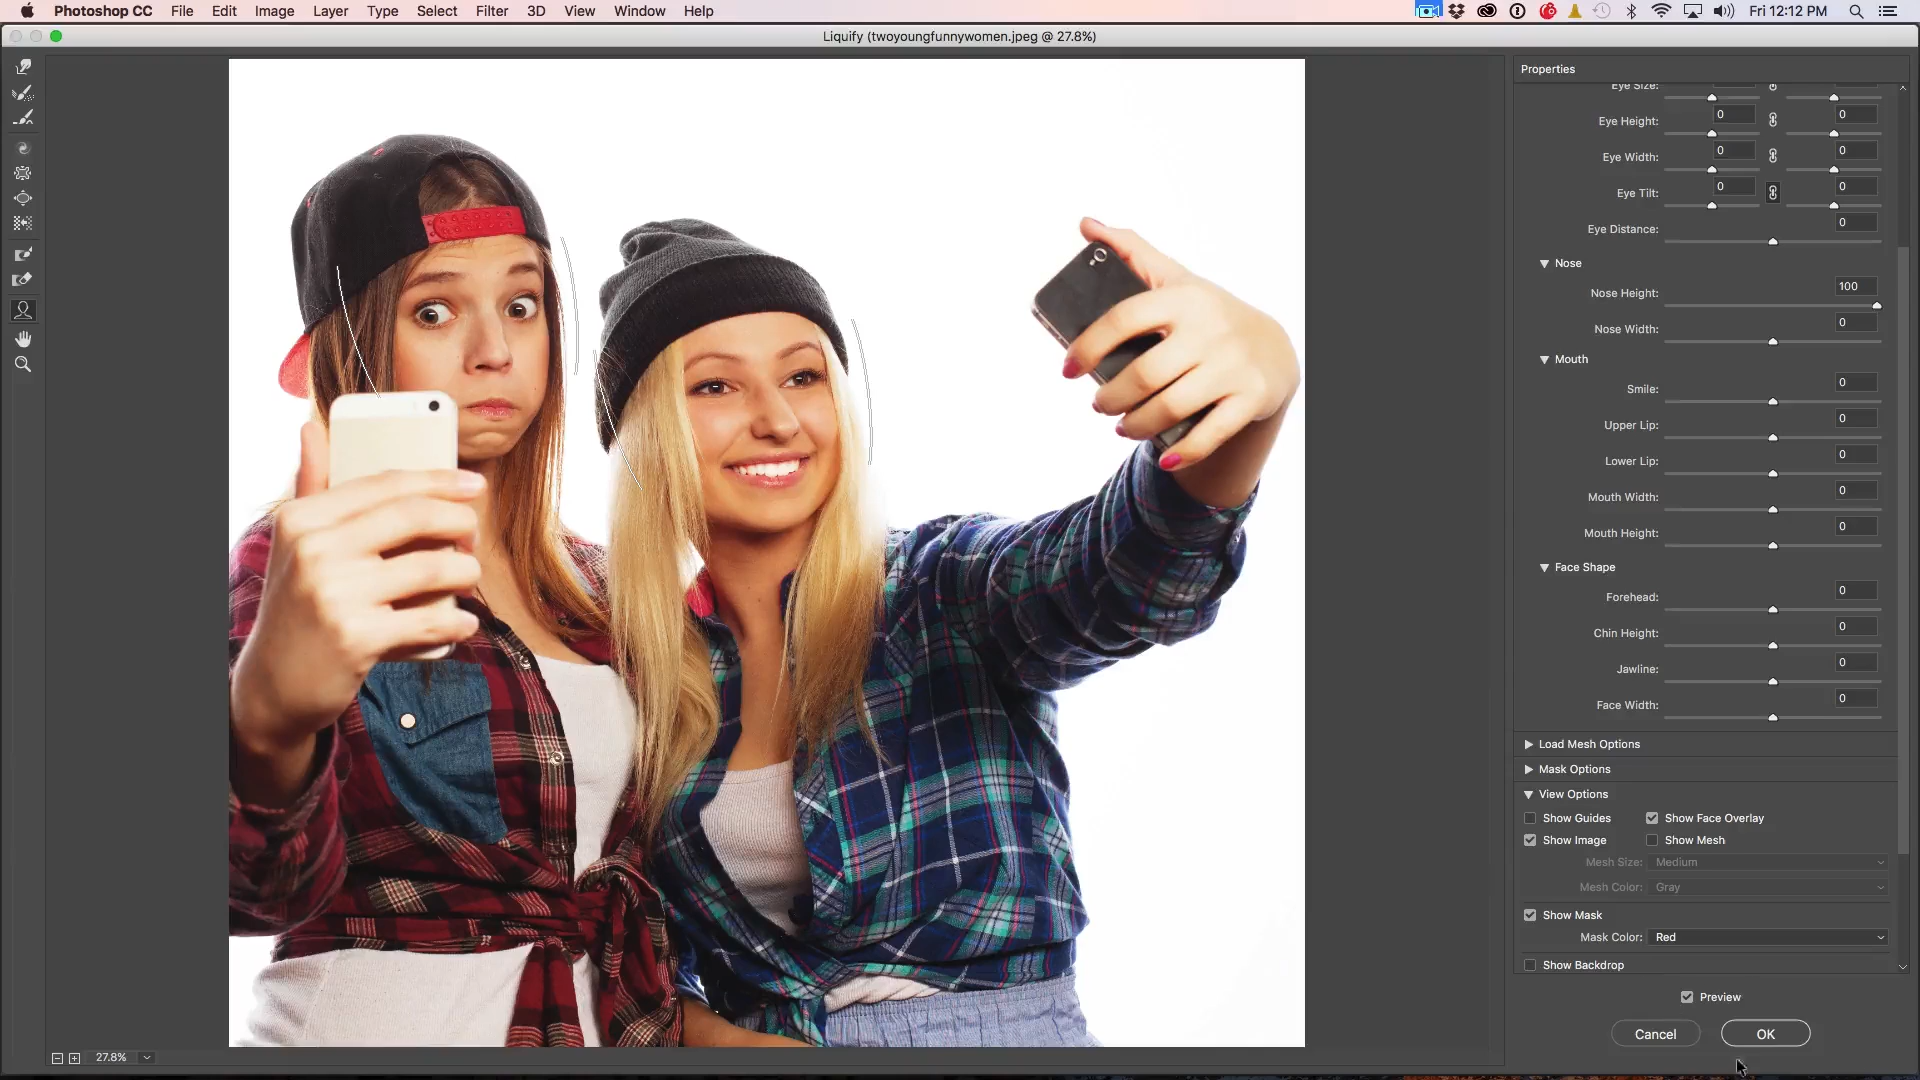 Photoshop CC File Edit Image Layer Type Select Filter 3D View Window Help Fri 12:12 PM
Liquify (twoyoungfunnywomen.jpeg @ 27.8%)
Properties
Eye Size:
Eye Height: 0 0
Eye Width: 0 0
Eye Tilt: 0 0
Eye Distance: 0
Nose
Nose Height: 100
Nose Width: 0
Mouth
Smile: 0
Upper Lip: 0
Lower Lip: 0
Mouth Width: 0
Mouth Height: 0
Face Shape
Forehead: 0
Chin Height: 0
Jawline: 0
Face Width: 0
Load Mesh Options
Mask Options
View Options
Show Guides Show Face Overlay
Show Image Show Mesh
Mesh Size: Medium
Mesh Color: Gray
Show Mask
Mask Color: Red
Show Backdrop
Preview
Cancel OK
27.8%